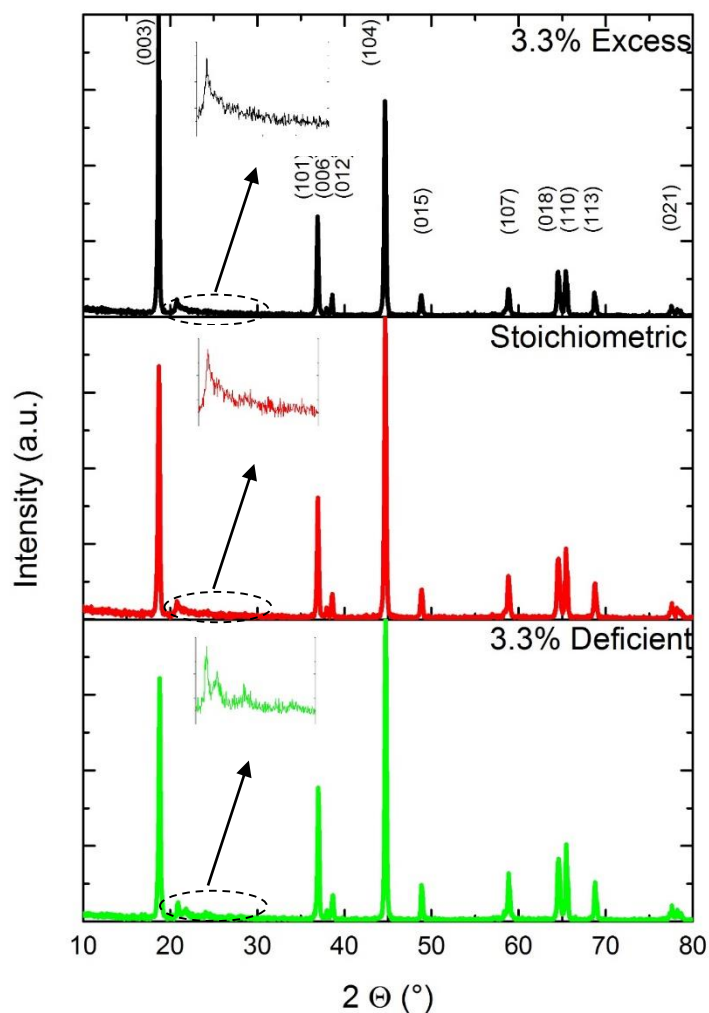 3.3% Excess
(003)
(104)
(101)
(006)
(012)
(015)
(107)
(018)
(110)
(113)
(021)
Stoichiometric
3.3% Deficient
Intensity (a.u.)
10 20 30 40 50 60 70 80
2 Θ (°)